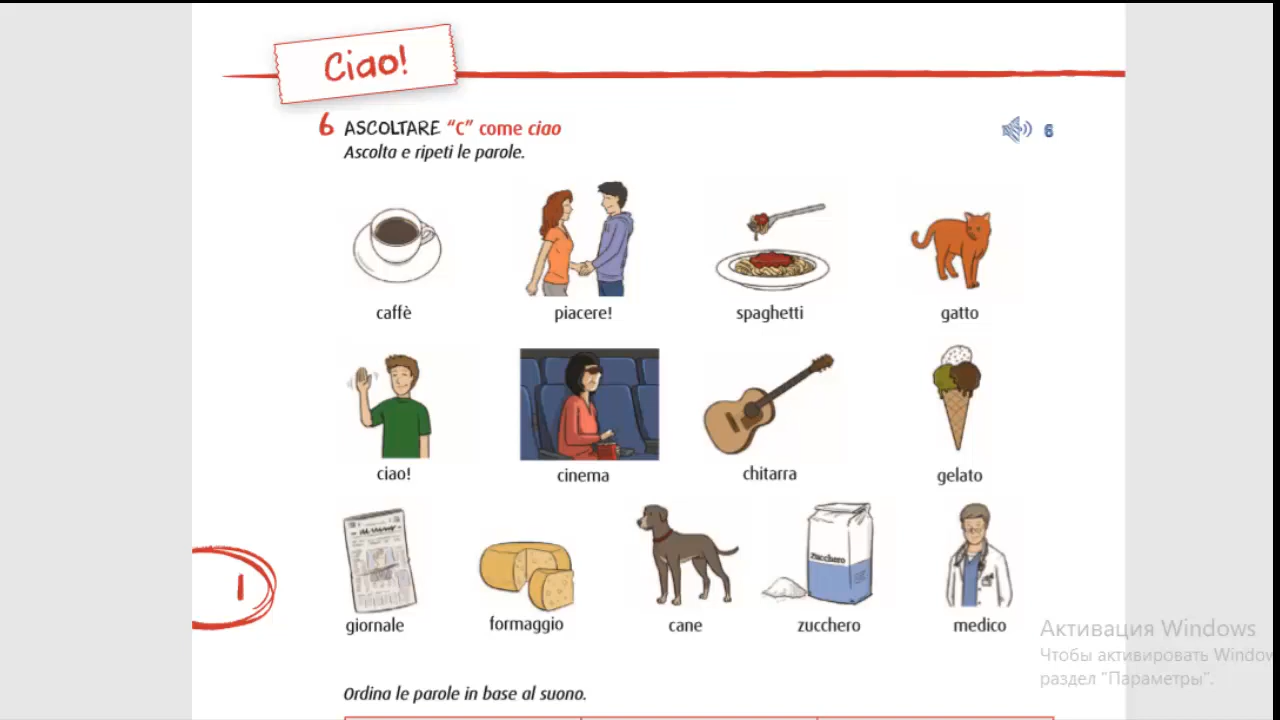 Ciao!
6 ASCOLTARE "C" come ciao
6
Ascolta e ripeti le parole.
caffè piacere! spaghetti gatto
ciao! cinema chitarra gelato
zucchero
giornale formaggio cane zucchero medico
1
Ordina le parole in base al suono.
Активация Windows
Чтобы активировать Window
раздел "Параметры".